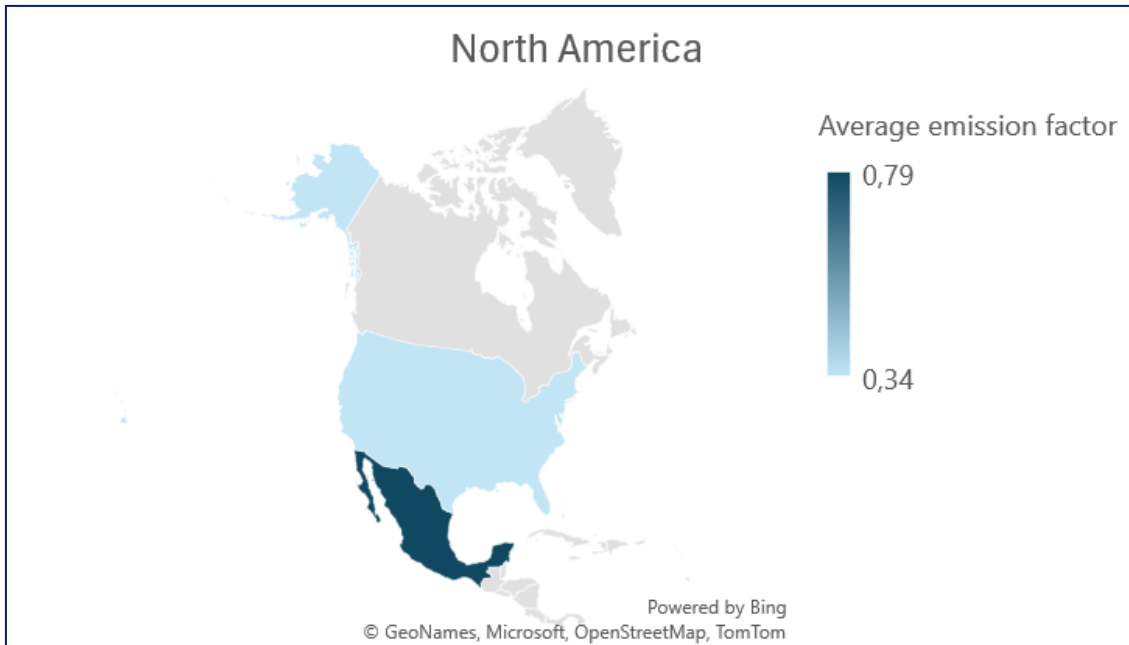 North America
Average emission factor
0,79
0,34
Powered by Bing
© GeoNames, Microsoft, OpenStreetMap, TomTom